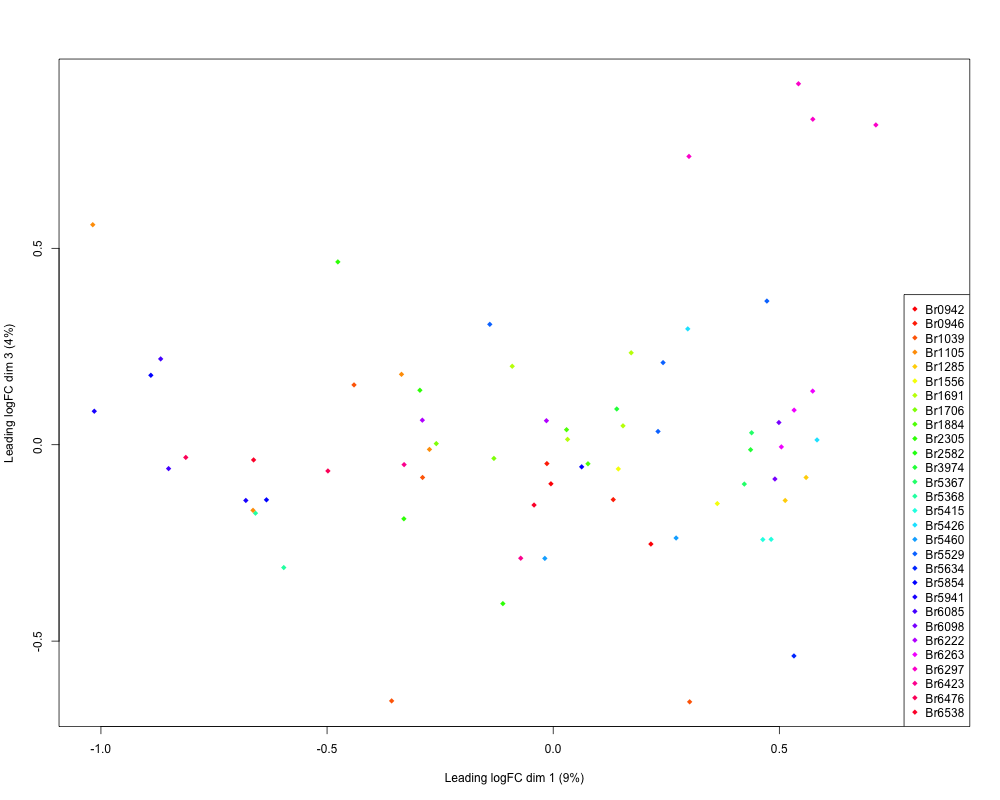 0.5
0.0
-0.5
Leading logFC dim 3 (4%)
-1.0
-0.5
0.0
0.5
Leading logFC dim 1 (9%)
Br0942
Br0946
Br1039
Br1105
Br1285
Br1556
Br1691
Br1706
Br1884
Br2305
Br2582
Br3974
Br5367
Br5368
Br5415
Br5426
Br5460
Br5529
Br5634
Br5854
Br5941
Br6085
Br6098
Br6222
Br6263
Br6297
Br6423
Br6476
Br6538